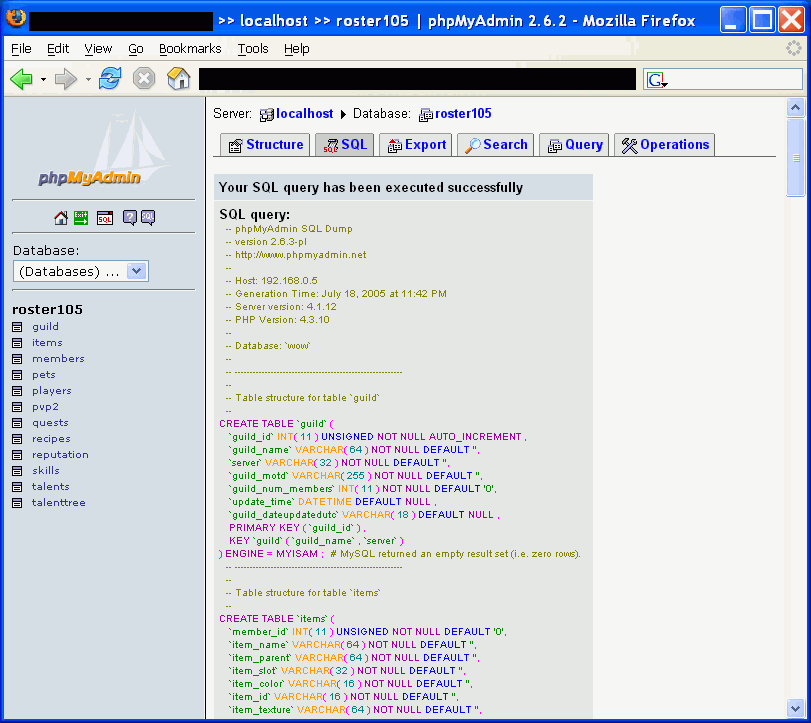 >> localhost >> roster105 | phpMyAdmin 2.6.2 - Mozilla Firefox
File Edit View Go Bookmarks Tools Help
G
phpMyAdmin
Exit SQL ? SQL
Database:
(Databases) ...
roster105
guild
items
members
pets
players
pvp2
quests
recipes
reputation
skills
talents
talenttree
Server: localhost Database: roster105
Structure SQL Export Search Query Operations
Your SQL query has been executed successfully
SQL query:
-- phpMyAdmin SQL Dump
-- version 2.6.3-pl
-- http://www.phpmyadmin.net
--
-- Host: 192.168.0.5
-- Generation Time: July 18, 2005 at 11:42 PM
-- Server version: 4.1.12
-- PHP Version: 4.3.10
--
-- Database: `wow`
--
-- --------------------------------------------------------
--
-- Table structure for table `guild`
--
CREATE TABLE `guild` (
`guild_id` INT( 11 ) UNSIGNED NOT NULL AUTO_INCREMENT ,
`guild_name` VARCHAR( 64 ) NOT NULL DEFAULT '',
`server` VARCHAR( 32 ) NOT NULL DEFAULT '',
`guild_motd` VARCHAR( 255 ) NOT NULL DEFAULT '',
`guild_num_members` INT( 11 ) NOT NULL DEFAULT '0',
`update_time` DATETIME DEFAULT NULL ,
`guild_dateupdatedutc` VARCHAR( 18 ) DEFAULT NULL ,
PRIMARY KEY ( `guild_id` ) ,
KEY `guild` ( `guild_name` , `server` )
) ENGINE = MYISAM ; # MySQL returned an empty result set (i.e. zero rows).
-- --------------------------------------------------------
--
-- Table structure for table `items`
--
CREATE TABLE `items` (
`member_id` INT( 11 ) UNSIGNED NOT NULL DEFAULT '0',
`item_name` VARCHAR( 64 ) NOT NULL DEFAULT '',
`item_parent` VARCHAR( 64 ) NOT NULL DEFAULT '',
`item_slot` VARCHAR( 32 ) NOT NULL DEFAULT '',
`item_color` VARCHAR( 16 ) NOT NULL DEFAULT '',
`item_id` VARCHAR( 16 ) NOT NULL DEFAULT '',
`item_texture` VARCHAR( 64 ) NOT NULL DEFAULT '',